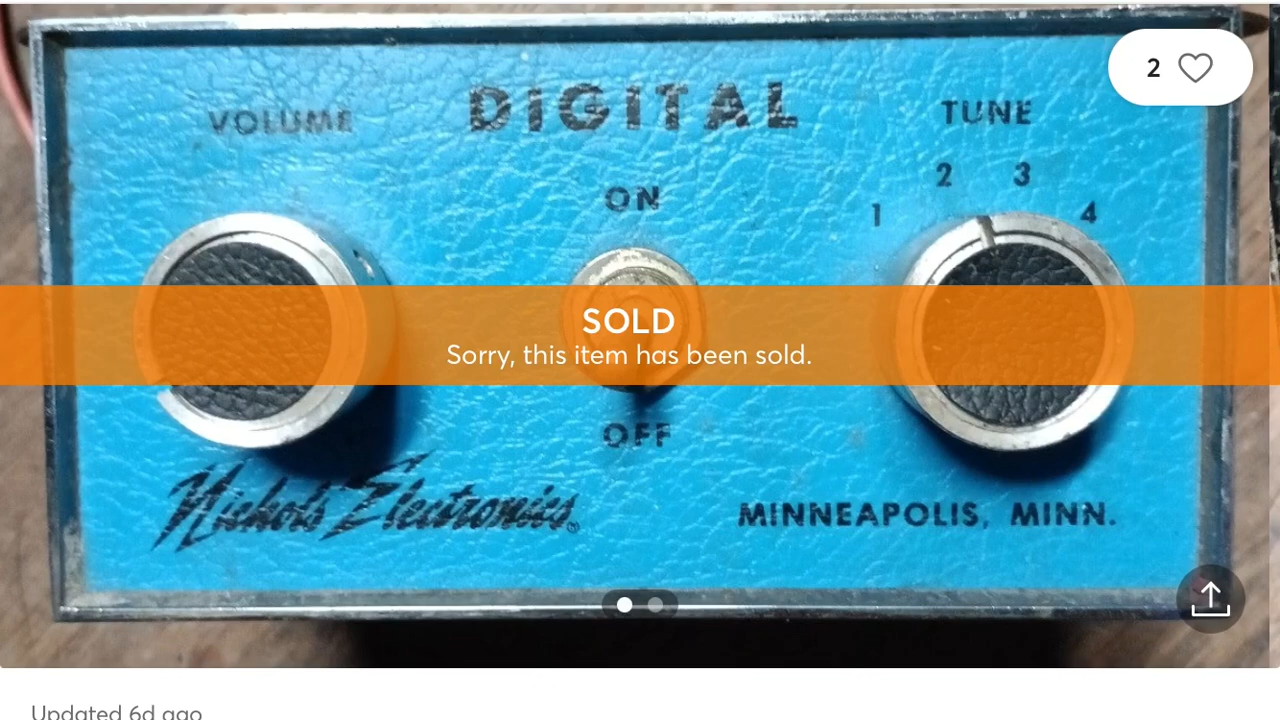 2
VOLUME
DIGITAL
TUNE
2 3
ON
1 4
SOLD
Sorry, this item has been sold.
OFF
Nichols Electronics®
MINNEAPOLIS, MINN.
Updated 6d ago